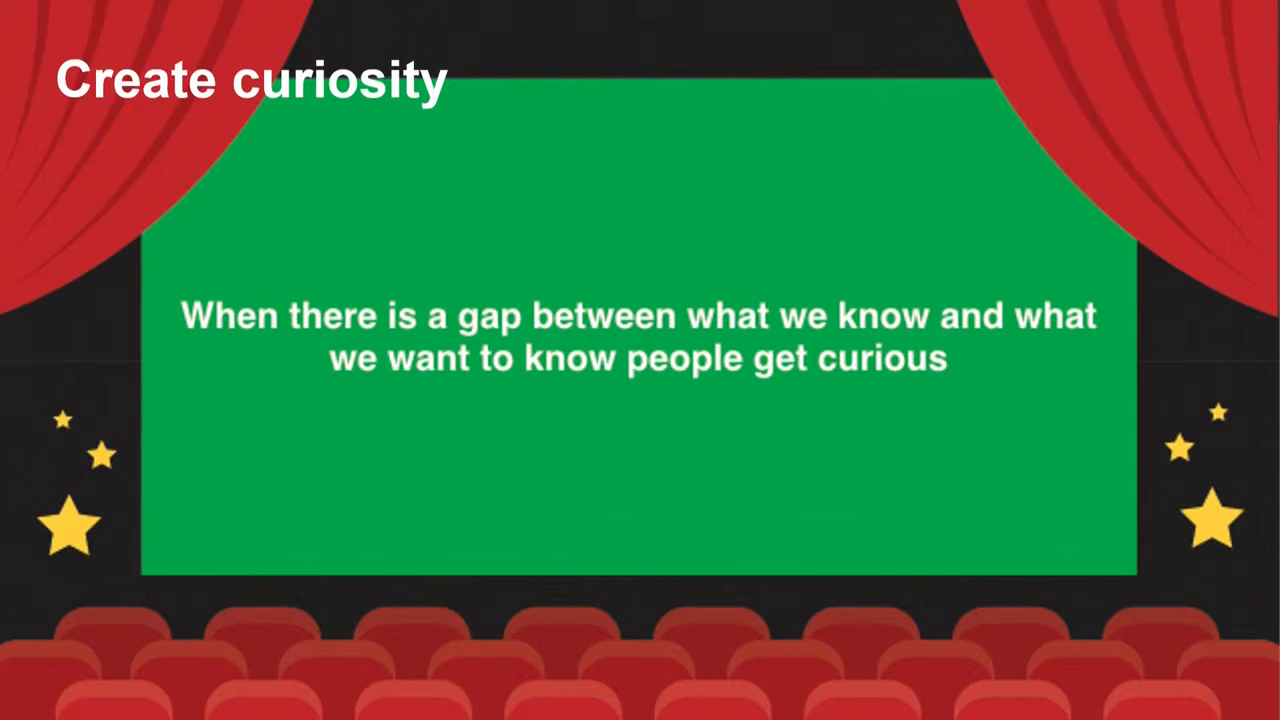 Create curiosity
When there is a gap between what we know and what
we want to know people get curious